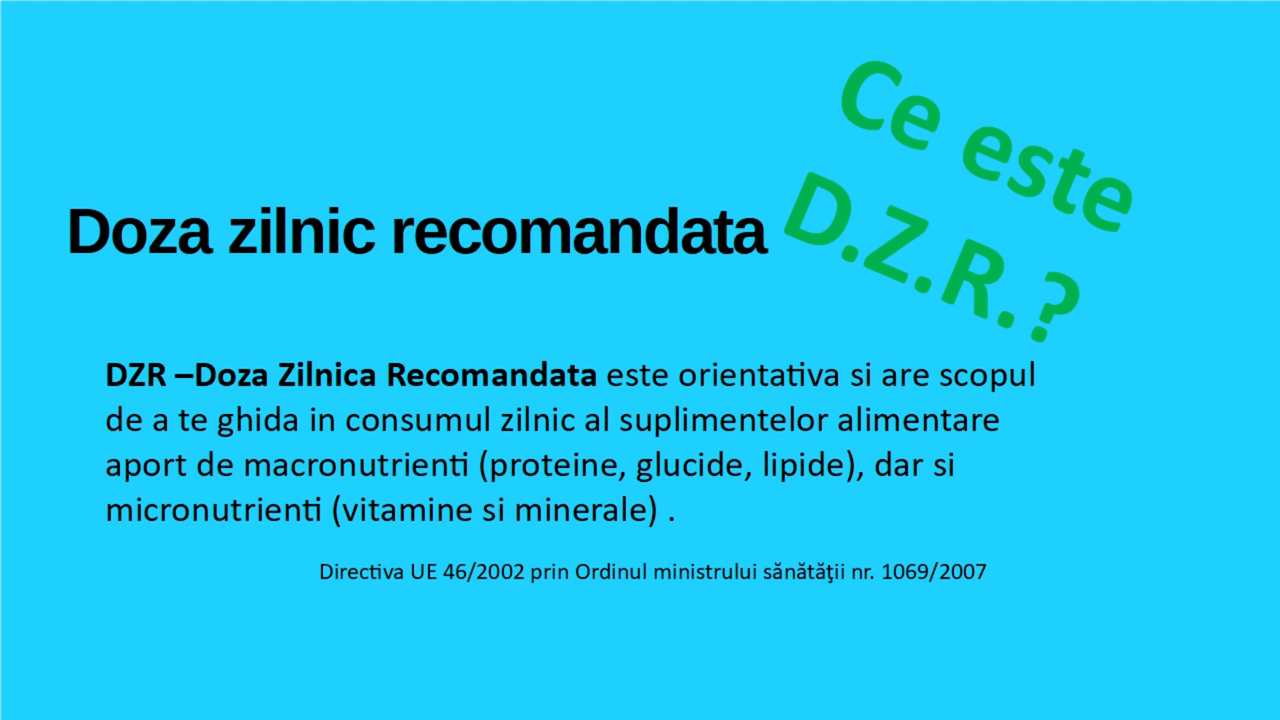 Ce este
D.Z.R.?
Doza zilnic recomandata
DZR –Doza Zilnica Recomandata este orientativa si are scopul
de a te ghida in consumul zilnic al suplimentelor alimentare
aport de macronutrienti (proteine, glucide, lipide), dar si
micronutrienti (vitamine si minerale) .
Directiva UE 46/2002 prin Ordinul ministrului sănătăţii nr. 1069/2007